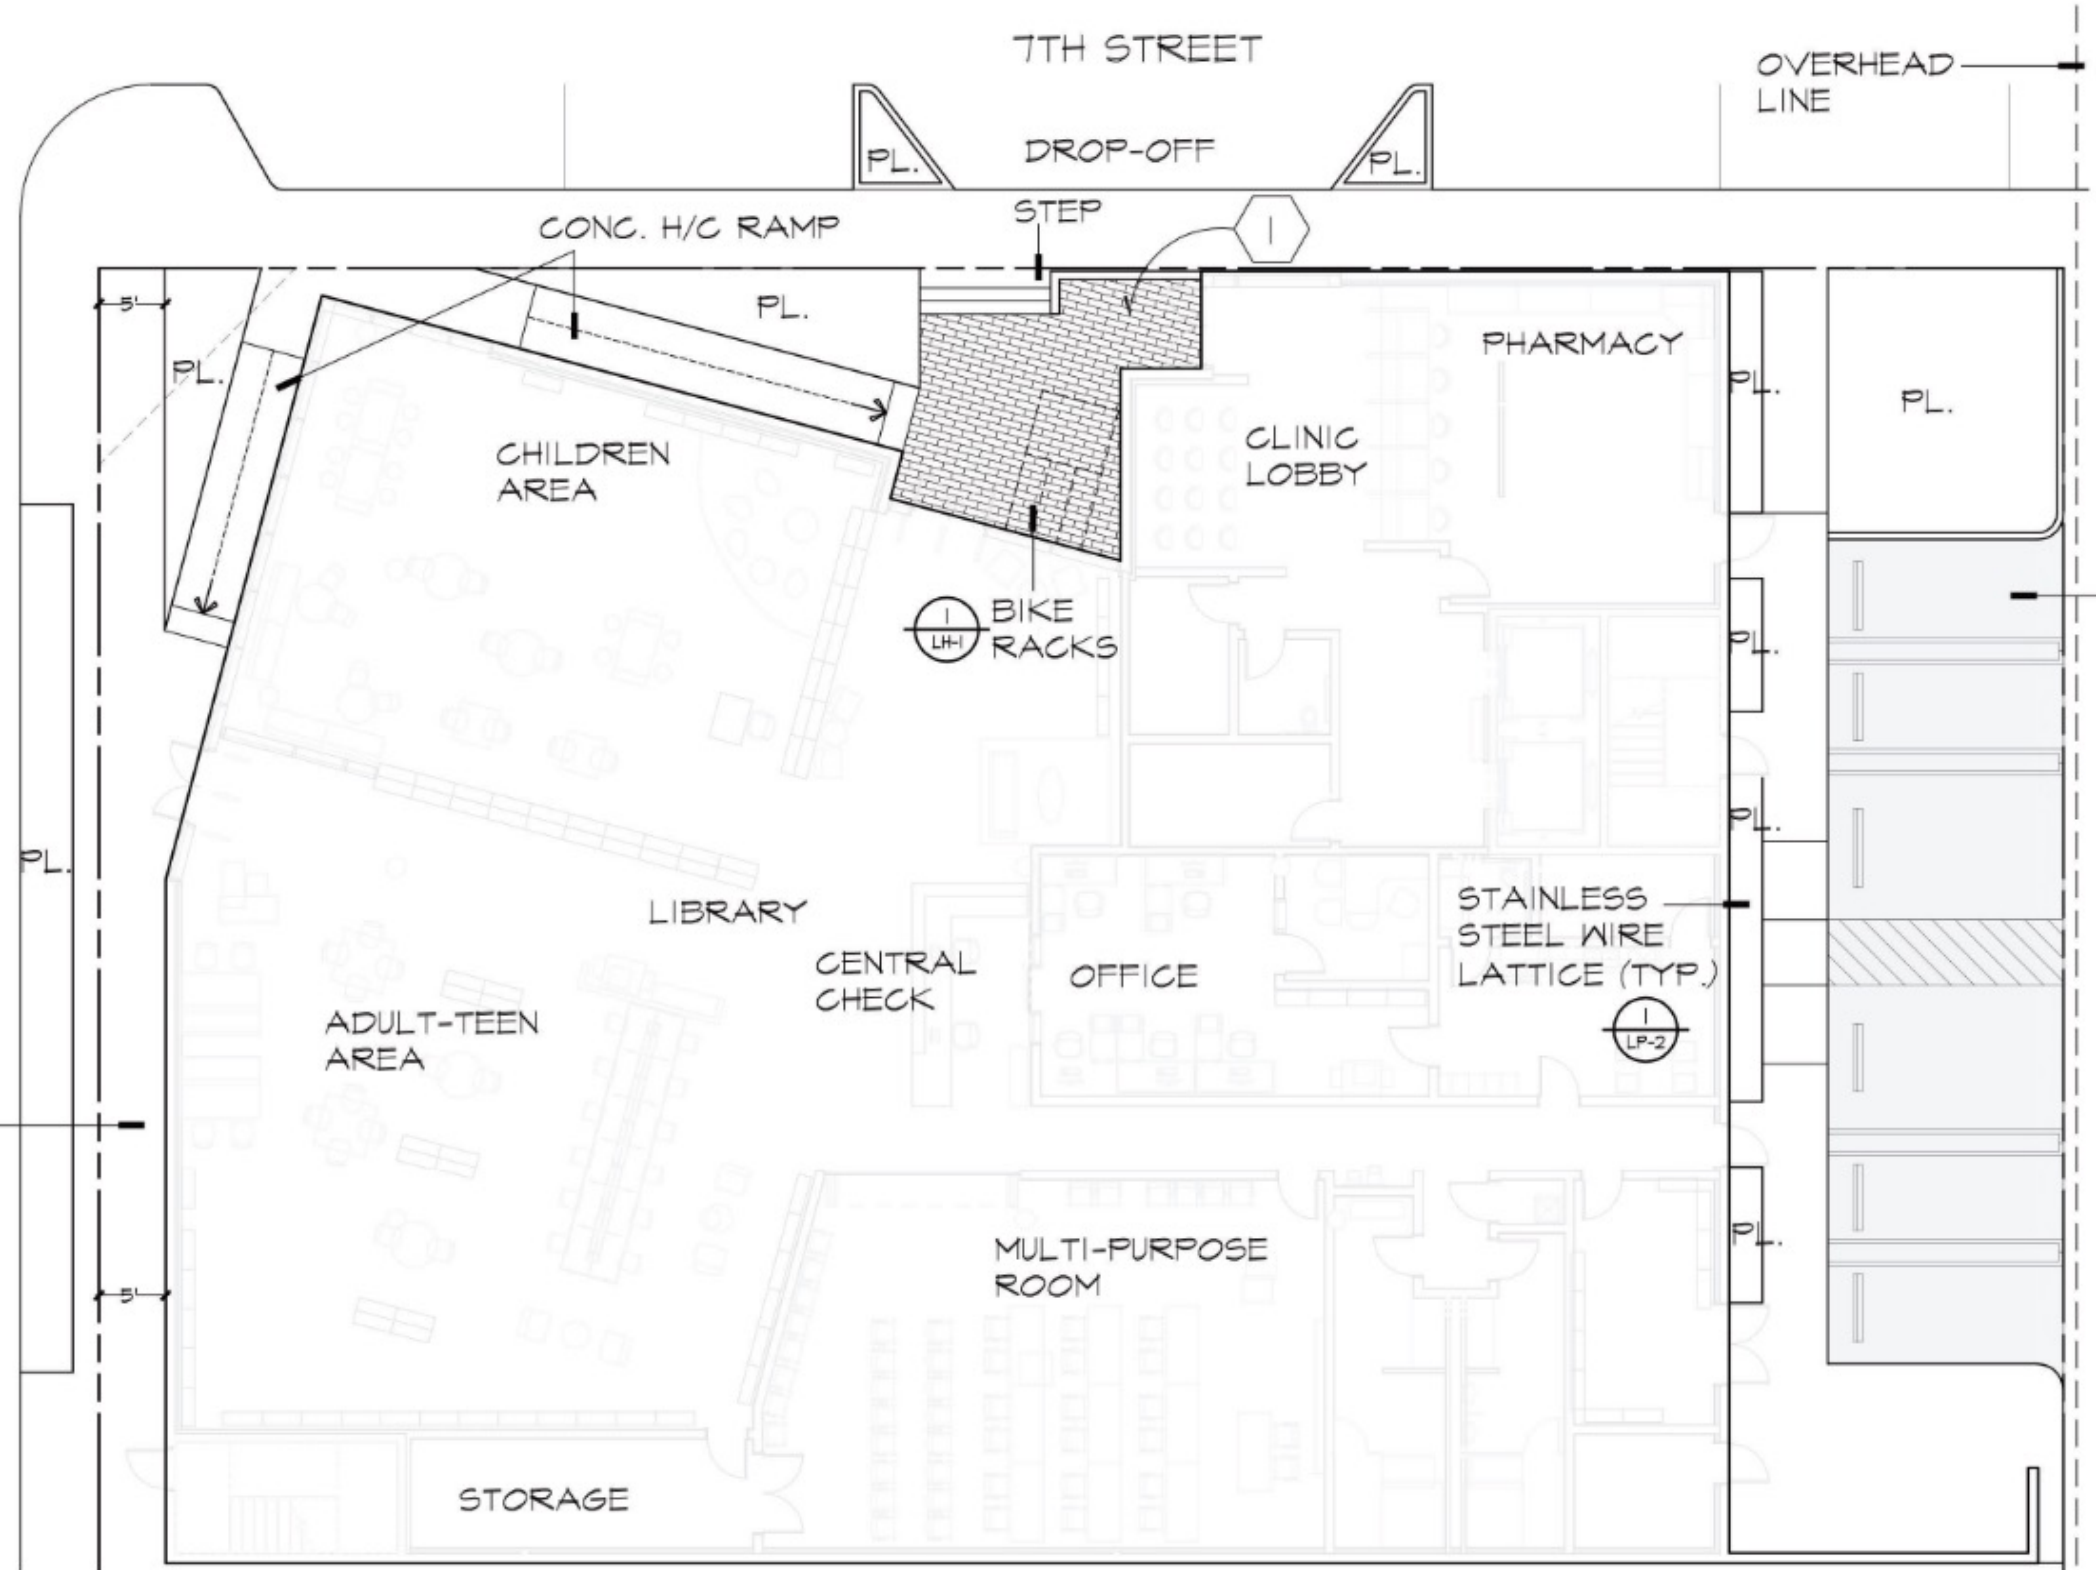 7TH STREET
OVERHEAD
LINE
PL.
DROP-OFF
PL.
STEP
CONC. H/C RAMP
1
5'
PL.
PL.
PHARMACY
PL.
PL.
CLINIC
LOBBY
CHILDREN
AREA
1
LH-1
BIKE
RACKS
PL.
PL.
PL.
LIBRARY
STAINLESS
STEEL WIRE
LATTICE (TYP.)
1
LP-2
CENTRAL
CHECK
OFFICE
ADULT-TEEN
AREA
PL.
MULTI-PURPOSE
ROOM
5'
STORAGE